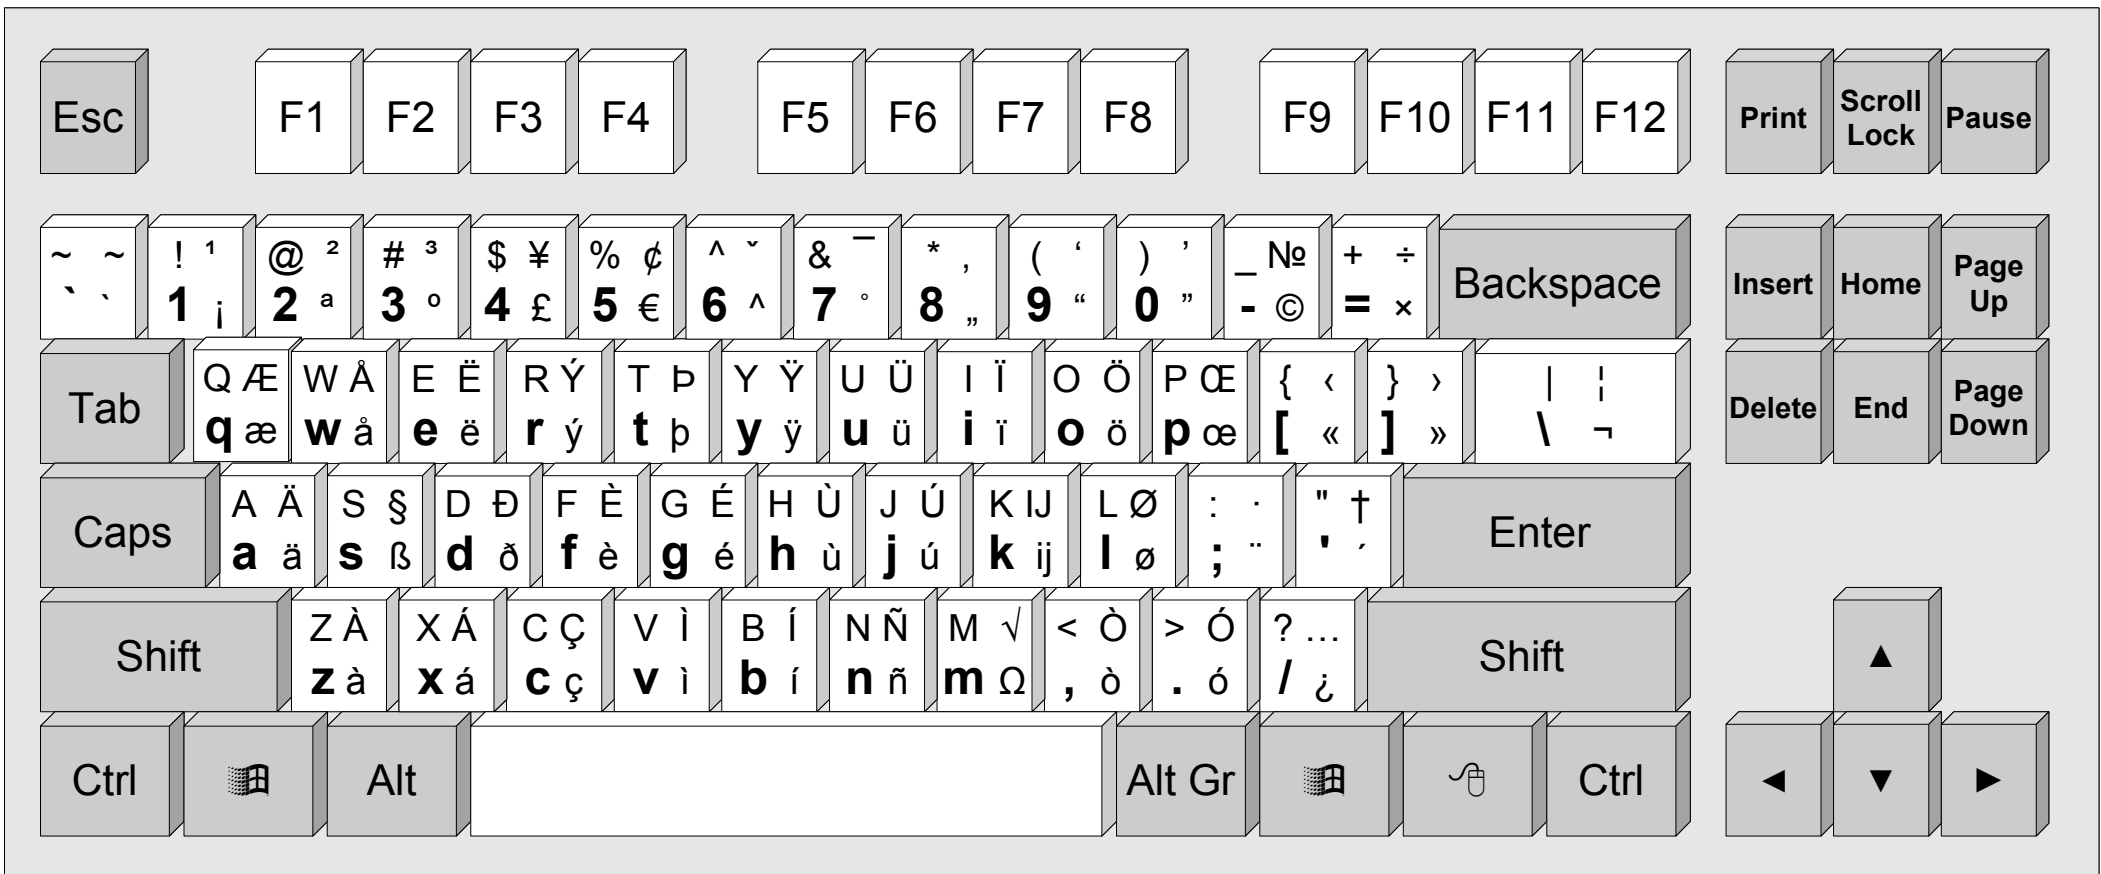 Esc F1 F2 F3 F4 F5 F6 F7 F8 F9 F10 F11 F12 Print Scroll Lock Pause
~ ~ ! ¹ @ ² # ³ $ ¥ % ¢ ^ ˇ & ¯ * ‚ ( ‘ ) ’ _ № + ÷ Backspace Insert Home Page Up
` ` 1 ¡ 2 ª 3 º 4 £ 5 € 6 ^ 7 ° 8 „ 9 “ 0 ” - © = ×
Tab Q Æ W Å E Ë R Ý T Þ Y Ÿ U Ü I Ï O Ö P Œ { ‹ } › | ¦ Delete End Page Down
q æ w å e ë r ý t þ y ÿ u ü i ï o ö p œ [ « ] » \ ¬
Caps A Ä S § D Ð F È G É H Ù J Ú K IJ L Ø : · " † Enter
a ä s ß d ð f è g é h ù j ú k ij l ø ; ¨ ' ´
Shift Z À X Á C Ç V Ì B Í N Ñ M √ < Ò > Ó ? … Shift ▲
z à x á c ç v ì b í n ñ m Ω , ò . ó / ¿
Ctrl Alt Alt Gr Ctrl ◄ ▼ ►